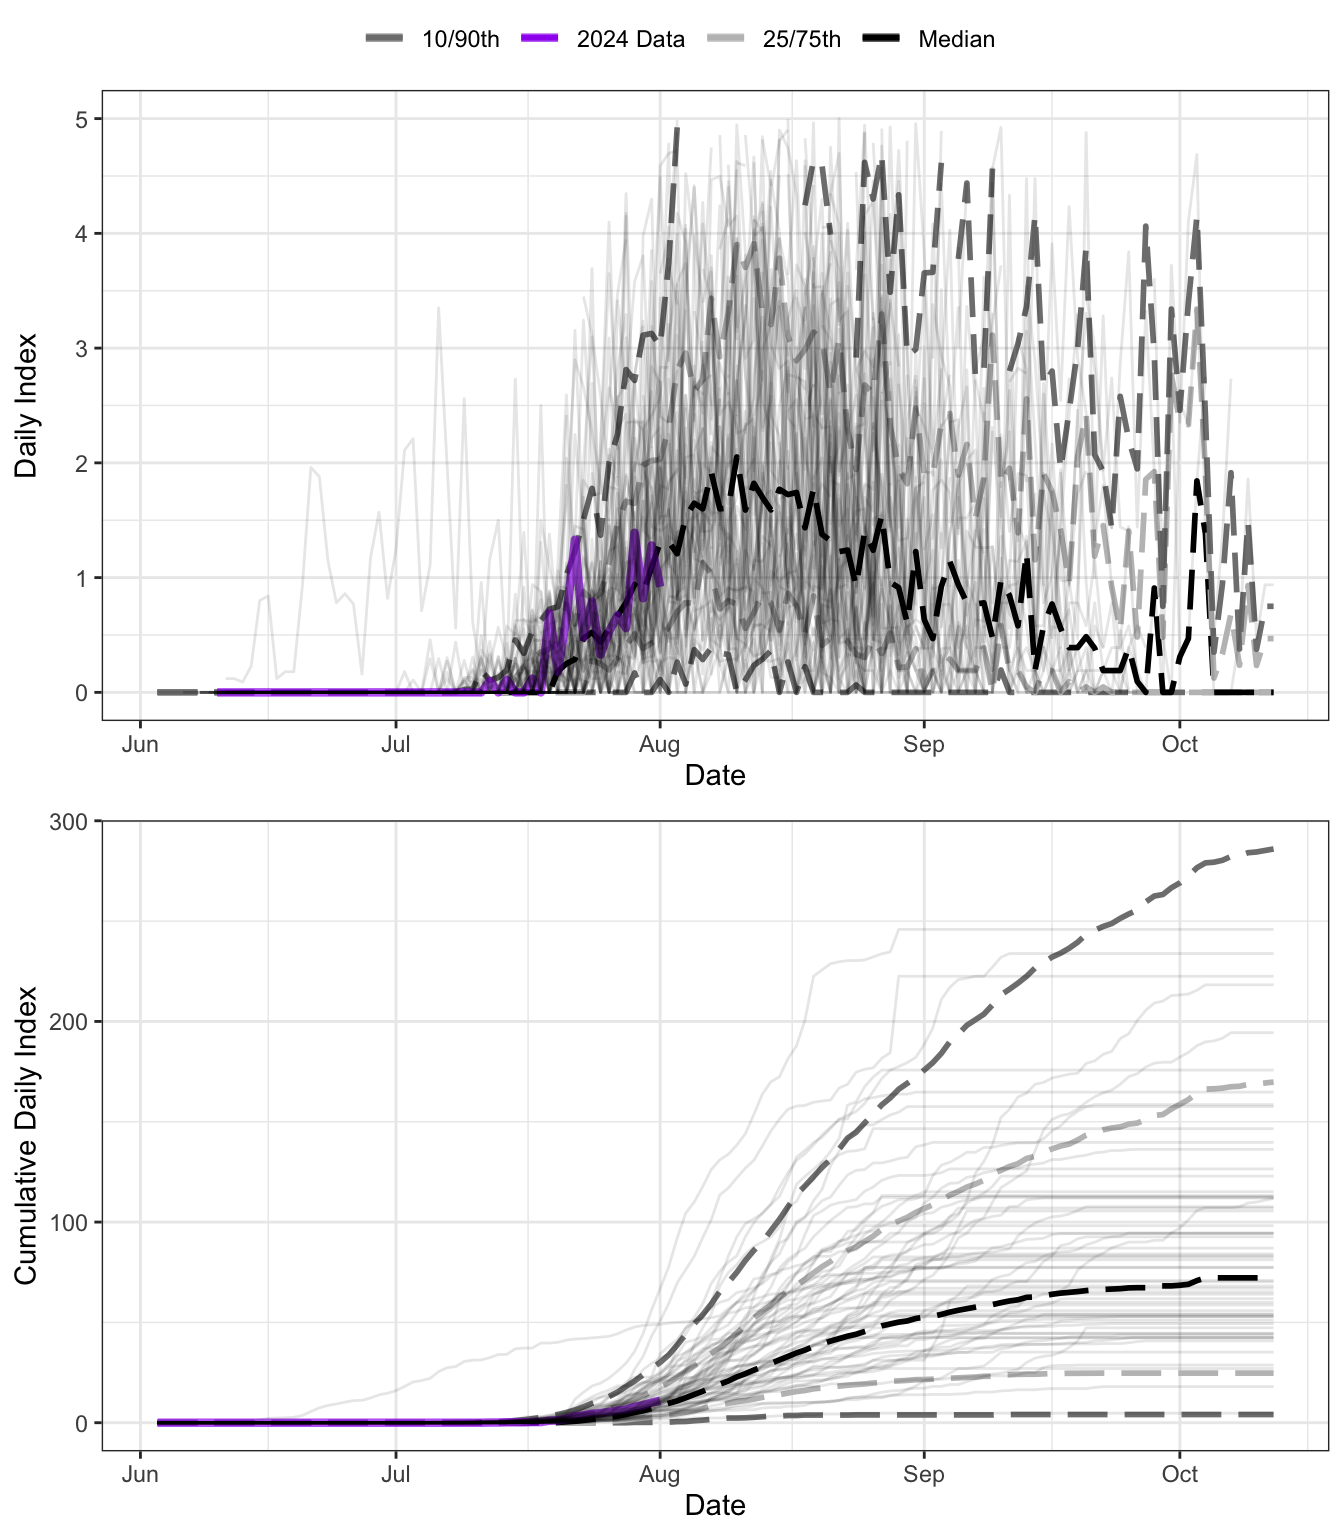 10/90th 2024 Data 25/75th Median
5
4
3
2
1
0
Daily Index
Jun Jul Aug Sep Oct
Date
300
200
100
0
Cumulative Daily Index
Jun Jul Aug Sep Oct
Date